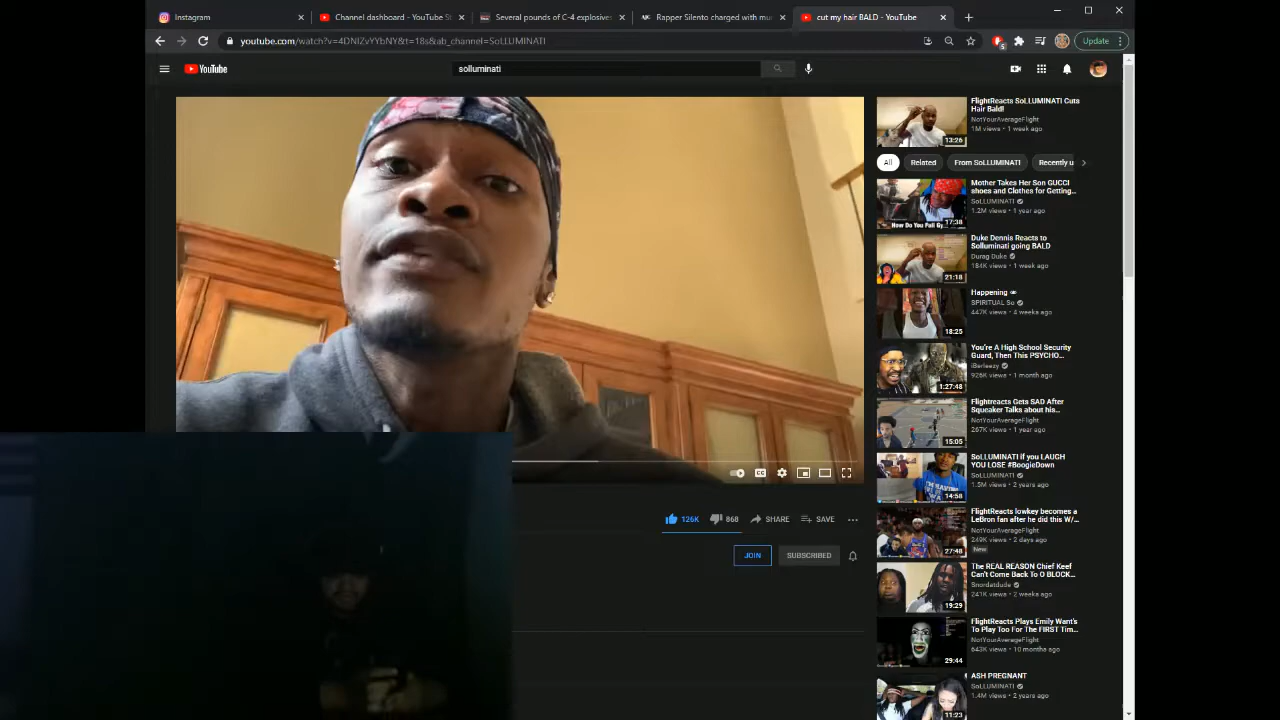 Instagram
Channel dashboard - YouTube St
Several pounds of C-4 explosives
Rapper Silento charged with mu
cut my hair BALD - YouTube
youtube.com/watch?v=4DNIZvYYbNY&t=18s&ab_channel=SoLLUMINATI
Update
YouTube
solluminati
FlightReacts SoLLUMINATI Cuts
Hair Bald!
NotYourAverageFlight
1M views • 1 week ago
13:26
All
Related
From SoLLUMINATI
Recently u
Mother Takes Her Son GUCCI
shoes and Clothes for Getting...
SoLLUMINATI
1.2M views • 1 year ago
How Do You Fail Gy
17:38
Duke Dennis Reacts to
Solluminati going BALD
Durag Duke
184K views • 1 week ago
21:18
Happening
SPIRITUAL So
447K views • 4 weeks ago
18:25
You're A High School Security
Guard, Then This PSYCHO...
iBerleezy
926K views • 1 month ago
1:27:48
Flightreacts Gets SAD After
Squeaker Talks about his...
NotYourAverageFlight
267K views • 1 year ago
15:05
SoLLUMINATI if you LAUGH
YOU LOSE #BoogieDown
SoLLUMINATI
1.5M views • 2 years ago
14:58
FlightReacts lowkey becomes a
LeBron fan after he did this W/...
NotYourAverageFlight
249K views • 2 days ago
New
27:48
The REAL REASON Chief Keef
Can't Come Back To O BLOCK...
Snordatdude
241K views • 2 weeks ago
19:29
FlightReacts Plays Emily Want's
To Play Too For The FIRST Tim...
NotYourAverageFlight
643K views • 10 months ago
29:44
ASH PREGNANT
SoLLUMINATI
1.4M views • 2 years ago
11:23
126K
868
SHARE
SAVE
JOIN
SUBSCRIBED